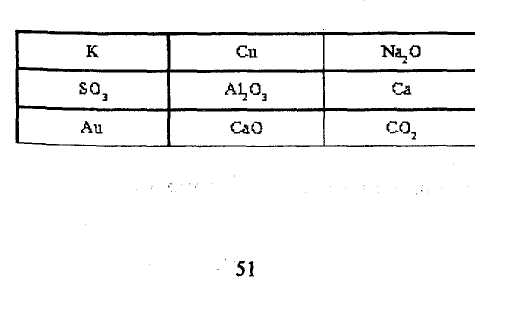 K Cu Na₂O
SO₃ Al₂O₃ Ca
Au CaO CO₂
51